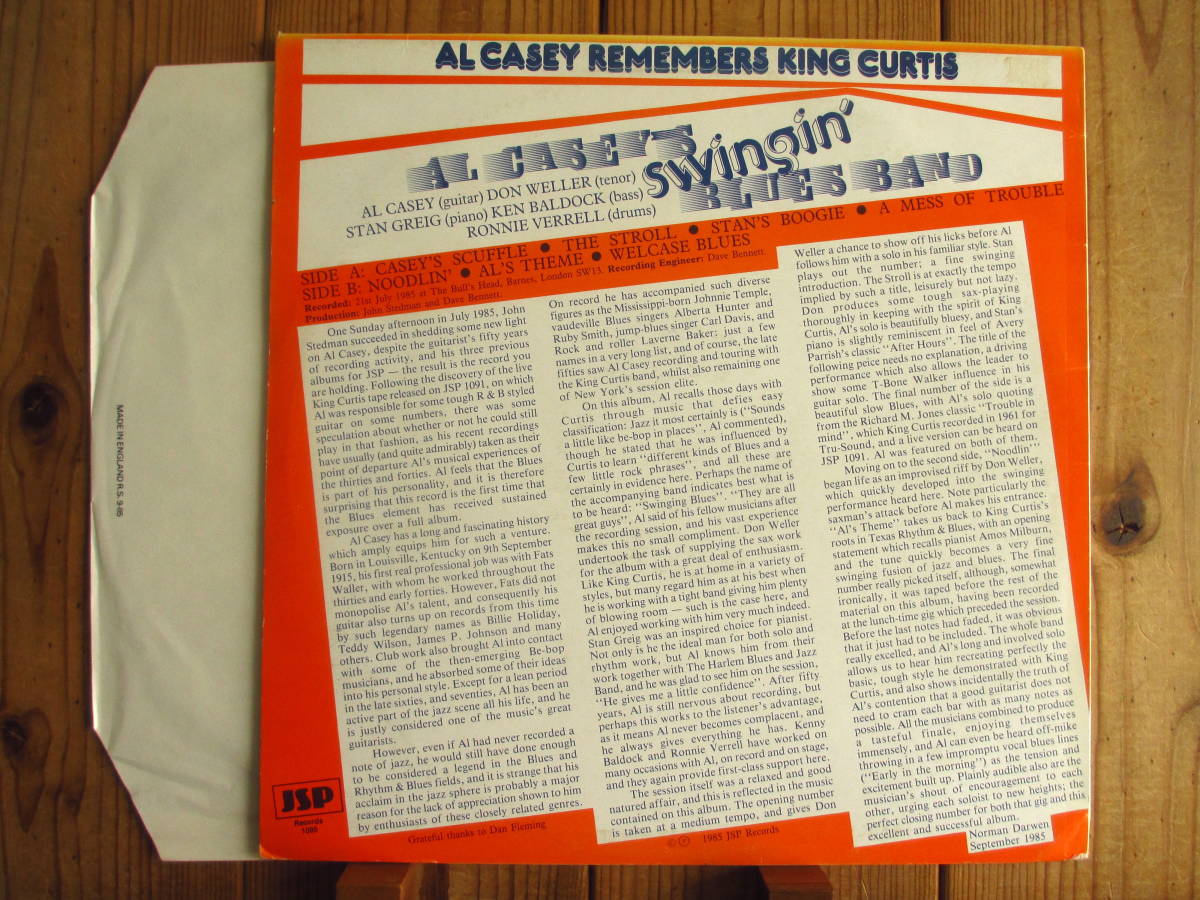 AL CASEY REMEMBERS KING CURTIS
AL CASEY'S
swingin'
BLUES BAND
AL CASEY (guitar) DON WELLER (tenor)
STAN GREIG (piano) KEN BALDOCK (bass)
RONNIE VERRELL (drums)
SIDE A: CASEY'S SCUFFLE ● THE STROLL ● STAN'S BOOGIE ● A MESS OF TROUBLE
SIDE B: NOODLIN' ● AL'S THEME ● WELCASE BLUES
Recorded: 21st July 1985 at The Bull's Head, Barnes, London SW13. Recording Engineer: Dave Bennett.
Production: John Stedman and Dave Bennett.
One Sunday afternoon in July 1985, John
Stedman succeeded in shedding some new light
on Al Casey, despite the guitarist's fifty years
of recording activity, and his three previous
albums for JSP — the result is the record you
are holding. Following the discovery of the live
King Curtis tape released on JSP 1091, on which
Al was responsible for some tough R & B styled
guitar on some numbers, there was some
speculation about whether or not he could still
play in that fashion, as his recent recordings
have usually (and quite admirably) taken as their
point of departure Al's musical experiences of
the thirties and forties. Al feels that the Blues
is part of his personality, and it is therefore
surprising that this record is the first time that
the Blues element has received sustained
exposure over a full album.
Al Casey has a long and fascinating history
which amply equips him for such a venture.
Born in Louisville, Kentucky on 9th September
1915, his first real professional job was with Fats
Waller, with whom he worked throughout the
thirties and early forties. However, Fats did not
monopolise Al's talent, and consequently his
guitar also turns up on records from this time
by such legendary names as Billie Holiday,
Teddy Wilson, James P. Johnson and many
others. Club work also brought Al into contact
with some of the then-emerging Be-bop
musicians, and he absorbed some of their ideas
into his personal style. Except for a lean period
in the late sixties, and seventies, Al has been an
active part of the jazz scene all his life, and he
is justly considered one of the music's great
guitarists.
However, even if Al had never recorded a
note of jazz, he would still have done enough
to be considered a legend in the Blues and
Rhythm & Blues fields, and it is strange that his
acclaim in the jazz sphere is probably a major
reason for the lack of appreciation shown to him
by enthusiasts of these closely related genres.
On record he has accompanied such diverse
figures as the Mississippi-born Johnnie Temple,
vaudeville Blues singers Alberta Hunter and
Ruby Smith, jump-blues singer Carl Davis, and
Rock and roller Laverne Baker: just a few
names in a very long list, and of course, the late
fifties saw Al Casey recording and touring with
the King Curtis band, whilst also remaining one
of New York's session elite.
On this album, Al recalls those days with
Curtis through music that defies easy
classification: Jazz it most certainly is ("Sounds
a little like be-bop in places", Al commented),
though he stated that he was influenced by
Curtis to learn "different kinds of Blues and a
few little rock phrases", and all these are
certainly in evidence here. Perhaps the name of
the accompanying band indicates best what is
to be heard: "Swinging Blues". "They are all
great guys", Al said of his fellow musicians after
the recording session, and his vast experience
makes this no small compliment. Don Weller
undertook the task of supplying the sax work
for the album with a great deal of enthusiasm.
Like King Curtis, he is at home in a variety of
styles, but many regard him as at his best when
he is working with a tight band giving him plenty
of blowing room — such is the case here, and
Al enjoyed working with him very much indeed.
Stan Greig was an inspired choice for pianist.
Not only is he the ideal man for both solo and
rhythm work, but Al knows him from their
work together with The Harlem Blues and Jazz
Band, and he was glad to see him on the session,
"He gives me a little confidence". After fifty
years, Al is still nervous about recording, but
perhaps this works to the listener's advantage,
as it means Al never becomes complacent, and
he always gives everything he has. Kenny
Baldock and Ronnie Verrell have worked on
many occasions with Al, on record and on stage,
and they again provide first-class support here.
The session itself was a relaxed and good
natured affair, and this is reflected in the music
contained on this album. The opening number
is taken at a medium tempo, and gives Don
Weller a chance to show off his licks before Al
follows him with a solo in his familiar style. Stan
plays out the number; a fine swinging
introduction. The Stroll is at exactly the tempo
implied by such a title, leisurely but not lazy.
Don produces some tough sax-playing
thoroughly in keeping with the spirit of King
Curtis, Al's solo is beautifully bluesy, and Stan's
piano is slightly reminiscent in feel of Avery
Parrish's classic "After Hours". The title of the
following peice needs no explanation, a driving
performance which also allows the leader to
show some T-Bone Walker influence in his
guitar solo. The final number of the side is a
beautiful slow Blues, with Al's solo quoting
from the Richard M. Jones classic "Trouble in
mind", which King Curtis recorded in 1961 for
Tru-Sound, and a live version can be heard on
JSP 1091. Al was featured on both of them.
Moving on to the second side, "Noodlin'"
began life as an improvised riff by Don Weller,
which quickly developed into the swinging
performance heard here. Note particularly the
saxman's attack before Al makes his entrance.
"Al's Theme" takes us back to King Curtis's
roots in Texas Rhythm & Blues, with an opening
statement which recalls pianist Amos Milburn,
and the tune quickly becomes a very fine
swinging fusion of jazz and blues. The final
number really picked itself, although, somewhat
ironically, it was taped before the rest of the
material on this album, having been recorded
at the lunch-time gig which preceded the session.
Before the last notes had faded, it was obvious
that it just had to be included. The whole band
really excelled, and Al's long and involved solo
allows us to hear him recreating perfectly the
basic, tough style he demonstrated with King
Curtis, and also shows incidentally the truth of
Al's contention that a good guitarist does not
need to cram each bar with as many notes as
possible. All the musicians combined to produce
a tasteful finale, enjoying themselves
immensely, and Al can even be heard off-mike
throwing in a few impromptu vocal blues lines
("Early in the morning") as the tension and
excitement built up. Plainly audible also are the
musician's shout of encouragement to each
other, urging each soloist to new heights; the
perfect closing number for both that gig and this
excellent and successful album.
Norman Darwen
September 1985
JSP
Records
1095
Grateful thanks to Dan Fleming
© ℗ 1985 JSP Records
MADE IN ENGLAND R.S. 9-85